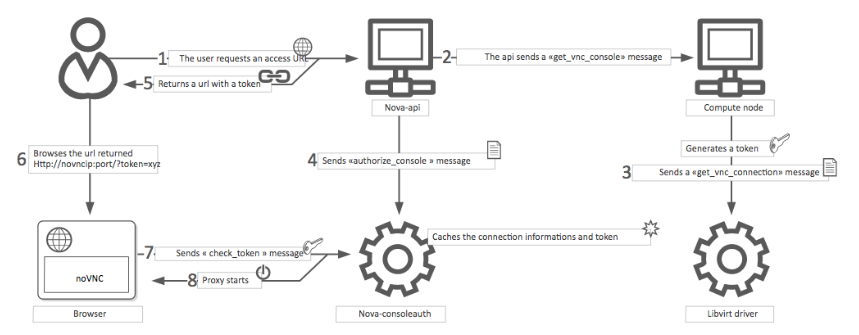 1
The user requests an access URL
2
The api sends a «get_vnc_console» message
5
Returns a url with a token
Nova-api
Compute node
6
Browses the url returned
Http://novncip:port/?token=xyz
4
Sends «authorize_console » message
Generates a token
3
Sends a «get_vnc_connection» message
7
Sends « check_token » message
Caches the connection informations and token
noVNC
8
Proxy starts
Browser
Nova-consoleauth
Libvirt driver